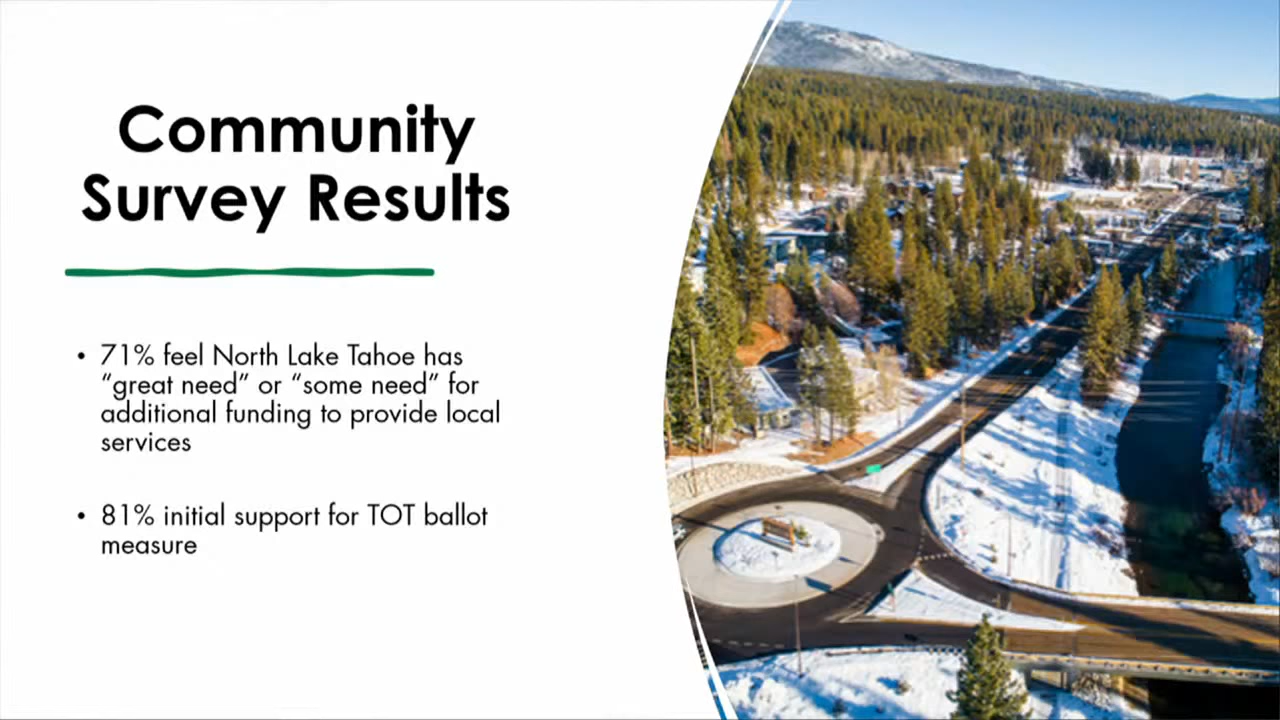 Community
Survey Results
• 71% feel North Lake Tahoe has
“great need” or “some need” for
additional funding to provide local
services
• 81% initial support for TOT ballot
measure